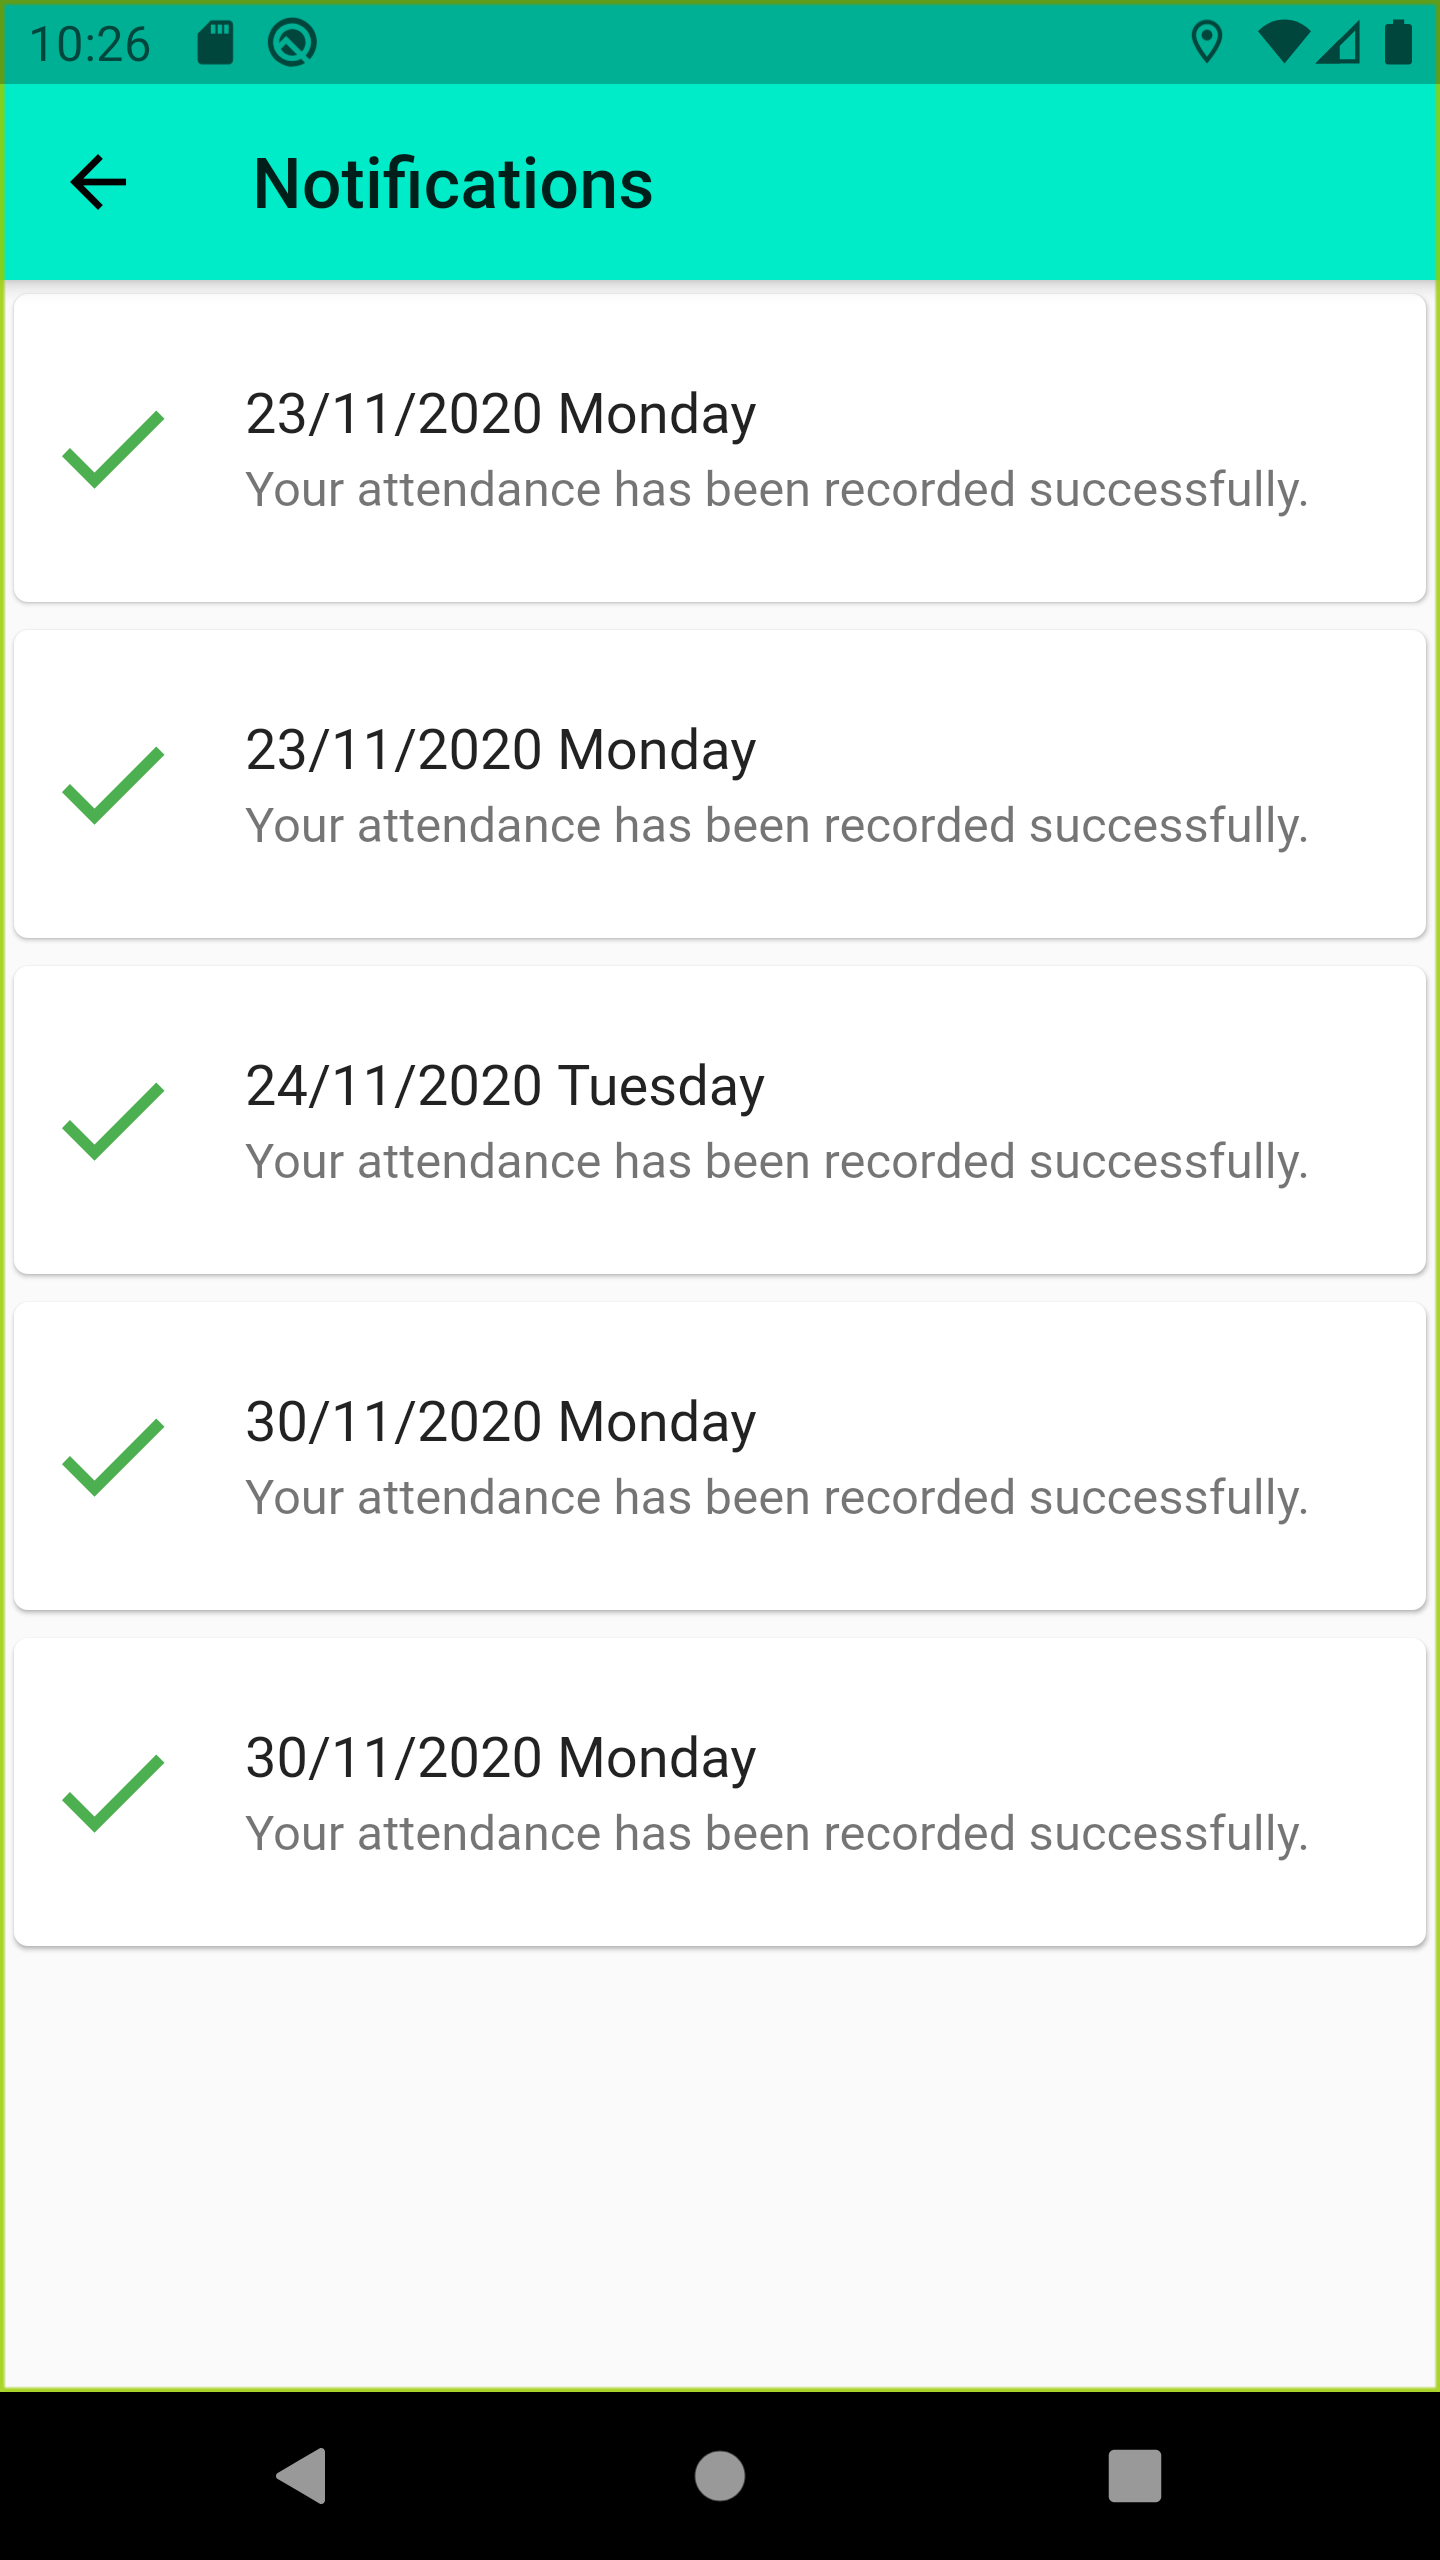 10:26
Notifications
23/11/2020 Monday
Your attendance has been recorded successfully.
23/11/2020 Monday
Your attendance has been recorded successfully.
24/11/2020 Tuesday
Your attendance has been recorded successfully.
30/11/2020 Monday
Your attendance has been recorded successfully.
30/11/2020 Monday
Your attendance has been recorded successfully.